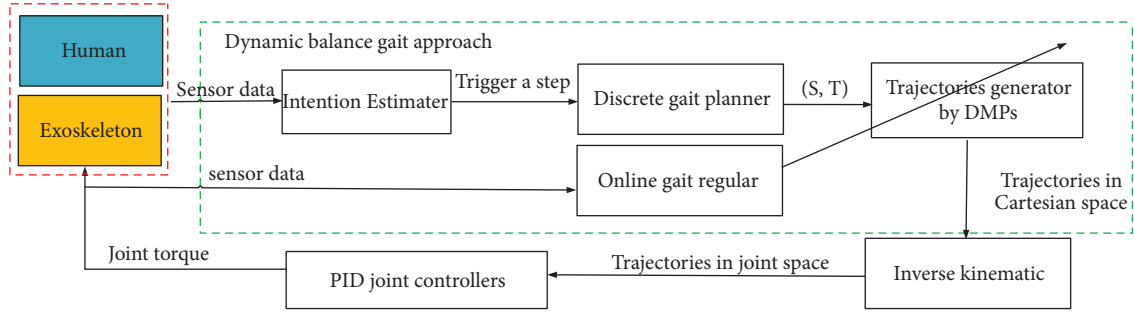 Human
Exoskeleton
Dynamic balance gait approach
Sensor data
Intention Estimater
Trigger a step
Discrete gait planner
(S, T)
Trajectories generator
by DMPs
sensor data
Online gait regular
Trajectories in
Cartesian space
Joint torque
PID joint controllers
Trajectories in joint space
Inverse kinematic